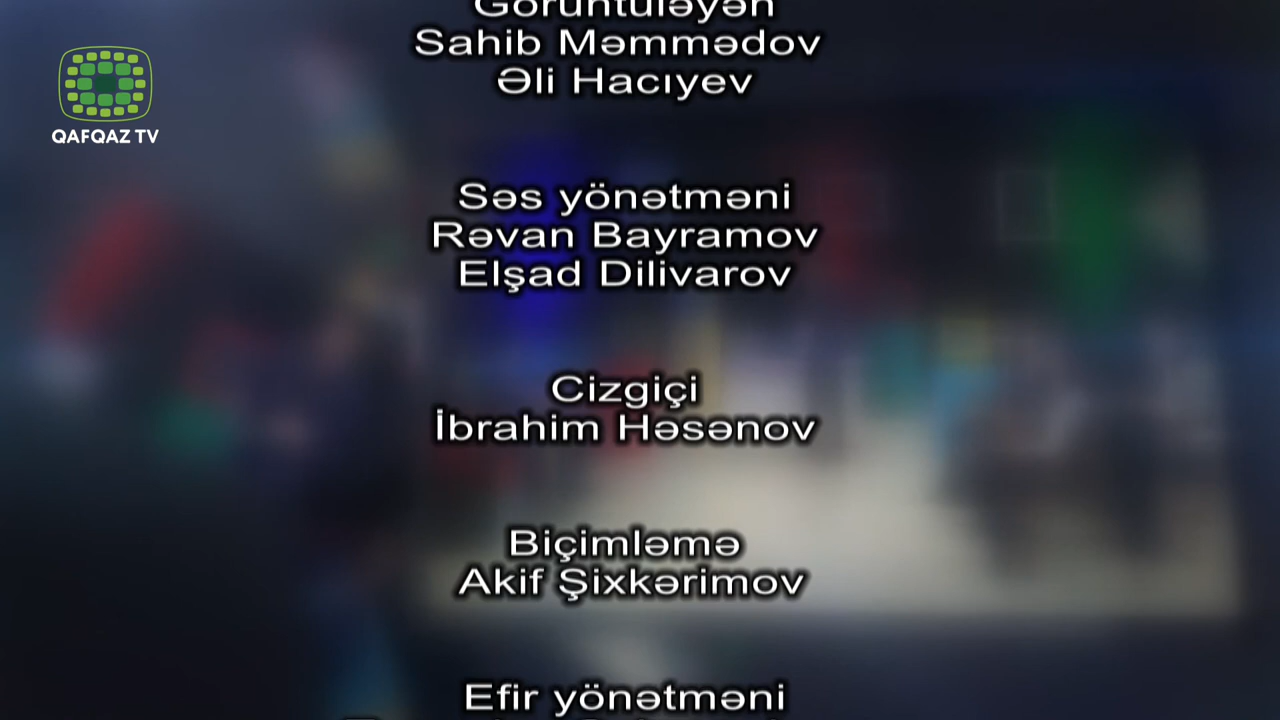 Görüntüləyən
Sahib Məmmədov
Əli Hacıyev
QAFQAZ TV
Səs yönətməni
Rəvan Bayramov
Elşad Dilivarov
Cizgiçi
İbrahim Həsənov
Biçimləmə
Akif Şixkərimov
Efir yönətməni